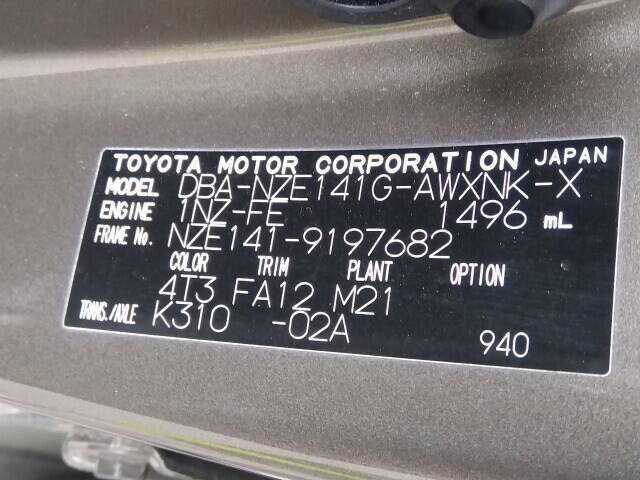 TOYOTA MOTOR CORPORATION JAPAN
MODEL DBA-NZE141G-AWXNK-X
ENGINE 1NZ-FE 1496 mL
FRAME No. NZE141-9197682
COLOR TRIM PLANT OPTION
4T3 FA12 M21
TRANS./AXLE K310 -02A
940